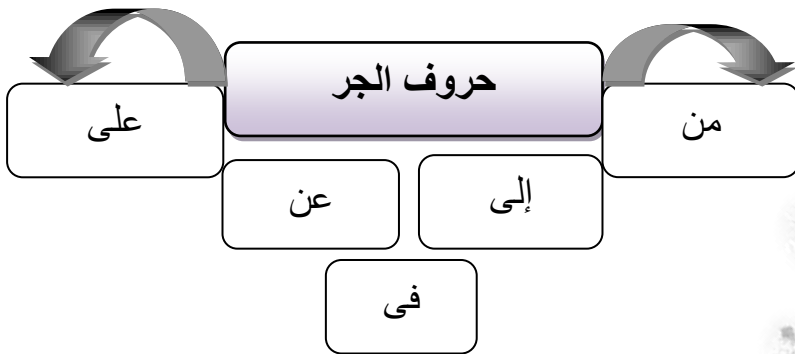 حروف الجر
من
على
إلى
عن
فى